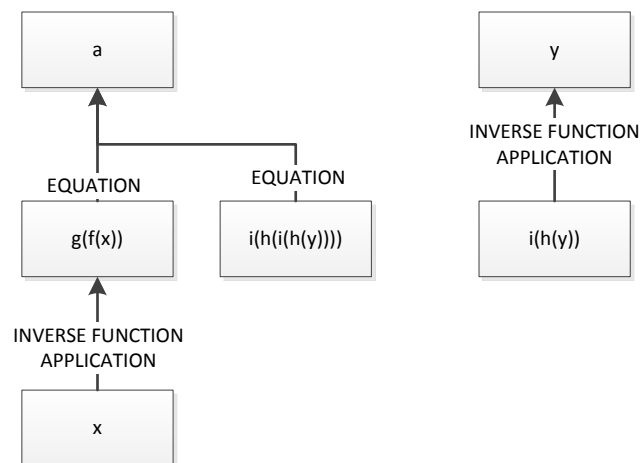 a
y
INVERSE FUNCTION
APPLICATION
EQUATION
EQUATION
g(f(x))
i(h(i(h(y))))
i(h(y))
INVERSE FUNCTION
APPLICATION
x